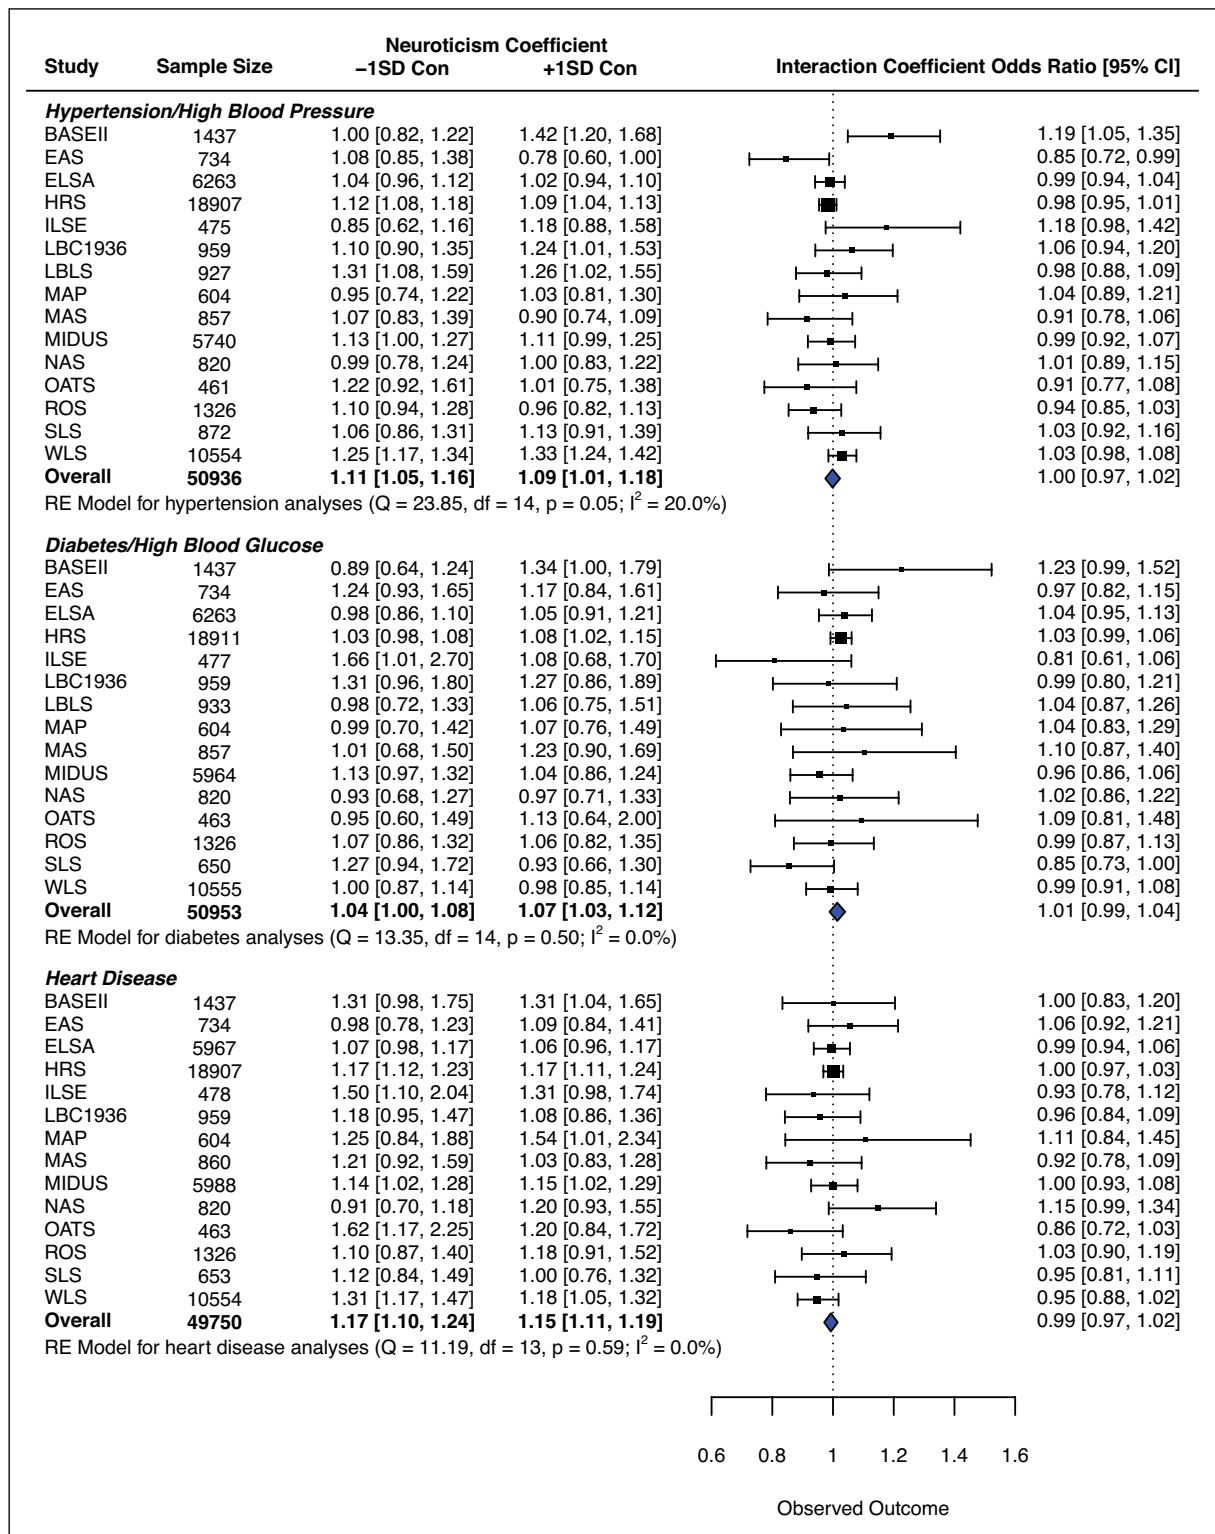 Neuroticism Coefficient
Study Sample Size −1SD Con +1SD Con Interaction Coefficient Odds Ratio [95% CI]
Hypertension/High Blood Pressure
BASEII 1437 1.00 [0.82, 1.22] 1.42 [1.20, 1.68] 1.19 [1.05, 1.35]
EAS 734 1.08 [0.85, 1.38] 0.78 [0.60, 1.00] 0.85 [0.72, 0.99]
ELSA 6263 1.04 [0.96, 1.12] 1.02 [0.94, 1.10] 0.99 [0.94, 1.04]
HRS 18907 1.12 [1.08, 1.18] 1.09 [1.04, 1.13] 0.98 [0.95, 1.01]
ILSE 475 0.85 [0.62, 1.16] 1.18 [0.88, 1.58] 1.18 [0.98, 1.42]
LBC1936 959 1.10 [0.90, 1.35] 1.24 [1.01, 1.53] 1.06 [0.94, 1.20]
LBLS 927 1.31 [1.08, 1.59] 1.26 [1.02, 1.55] 0.98 [0.88, 1.09]
MAP 604 0.95 [0.74, 1.22] 1.03 [0.81, 1.30] 1.04 [0.89, 1.21]
MAS 857 1.07 [0.83, 1.39] 0.90 [0.74, 1.09] 0.91 [0.78, 1.06]
MIDUS 5740 1.13 [1.00, 1.27] 1.11 [0.99, 1.25] 0.99 [0.92, 1.07]
NAS 820 0.99 [0.78, 1.24] 1.00 [0.83, 1.22] 1.01 [0.89, 1.15]
OATS 461 1.22 [0.92, 1.61] 1.01 [0.75, 1.38] 0.91 [0.77, 1.08]
ROS 1326 1.10 [0.94, 1.28] 0.96 [0.82, 1.13] 0.94 [0.85, 1.03]
SLS 872 1.06 [0.86, 1.31] 1.13 [0.91, 1.39] 1.03 [0.92, 1.16]
WLS 10554 1.25 [1.17, 1.34] 1.33 [1.24, 1.42] 1.03 [0.98, 1.08]
Overall 50936 1.11 [1.05, 1.16] 1.09 [1.01, 1.18] 1.00 [0.97, 1.02]
RE Model for hypertension analyses (Q = 23.85, df = 14, p = 0.05; I² = 20.0%)
Diabetes/High Blood Glucose
BASEII 1437 0.89 [0.64, 1.24] 1.34 [1.00, 1.79] 1.23 [0.99, 1.52]
EAS 734 1.24 [0.93, 1.65] 1.17 [0.84, 1.61] 0.97 [0.82, 1.15]
ELSA 6263 0.98 [0.86, 1.10] 1.05 [0.91, 1.21] 1.04 [0.95, 1.13]
HRS 18911 1.03 [0.98, 1.08] 1.08 [1.02, 1.15] 1.03 [0.99, 1.06]
ILSE 477 1.66 [1.01, 2.70] 1.08 [0.68, 1.70] 0.81 [0.61, 1.06]
LBC1936 959 1.31 [0.96, 1.80] 1.27 [0.86, 1.89] 0.99 [0.80, 1.21]
LBLS 933 0.98 [0.72, 1.33] 1.06 [0.75, 1.51] 1.04 [0.87, 1.26]
MAP 604 0.99 [0.70, 1.42] 1.07 [0.76, 1.49] 1.04 [0.83, 1.29]
MAS 857 1.01 [0.68, 1.50] 1.23 [0.90, 1.69] 1.10 [0.87, 1.40]
MIDUS 5964 1.13 [0.97, 1.32] 1.04 [0.86, 1.24] 0.96 [0.86, 1.06]
NAS 820 0.93 [0.68, 1.27] 0.97 [0.71, 1.33] 1.02 [0.86, 1.22]
OATS 463 0.95 [0.60, 1.49] 1.13 [0.64, 2.00] 1.09 [0.81, 1.48]
ROS 1326 1.07 [0.86, 1.32] 1.06 [0.82, 1.35] 0.99 [0.87, 1.13]
SLS 650 1.27 [0.94, 1.72] 0.93 [0.66, 1.30] 0.85 [0.73, 1.00]
WLS 10555 1.00 [0.87, 1.14] 0.98 [0.85, 1.14] 0.99 [0.91, 1.08]
Overall 50953 1.04 [1.00, 1.08] 1.07 [1.03, 1.12] 1.01 [0.99, 1.04]
RE Model for diabetes analyses (Q = 13.35, df = 14, p = 0.50; I² = 0.0%)
Heart Disease
BASEII 1437 1.31 [0.98, 1.75] 1.31 [1.04, 1.65] 1.00 [0.83, 1.20]
EAS 734 0.98 [0.78, 1.23] 1.09 [0.84, 1.41] 1.06 [0.92, 1.21]
ELSA 5967 1.07 [0.98, 1.17] 1.06 [0.96, 1.17] 0.99 [0.94, 1.06]
HRS 18907 1.17 [1.12, 1.23] 1.17 [1.11, 1.24] 1.00 [0.97, 1.03]
ILSE 478 1.50 [1.10, 2.04] 1.31 [0.98, 1.74] 0.93 [0.78, 1.12]
LBC1936 959 1.18 [0.95, 1.47] 1.08 [0.86, 1.36] 0.96 [0.84, 1.09]
MAP 604 1.25 [0.84, 1.88] 1.54 [1.01, 2.34] 1.11 [0.84, 1.45]
MAS 860 1.21 [0.92, 1.59] 1.03 [0.83, 1.28] 0.92 [0.78, 1.09]
MIDUS 5988 1.14 [1.02, 1.28] 1.15 [1.02, 1.29] 1.00 [0.93, 1.08]
NAS 820 0.91 [0.70, 1.18] 1.20 [0.93, 1.55] 1.15 [0.99, 1.34]
OATS 463 1.62 [1.17, 2.25] 1.20 [0.84, 1.72] 0.86 [0.72, 1.03]
ROS 1326 1.10 [0.87, 1.40] 1.18 [0.91, 1.52] 1.03 [0.90, 1.19]
SLS 653 1.12 [0.84, 1.49] 1.00 [0.76, 1.32] 0.95 [0.81, 1.11]
WLS 10554 1.31 [1.17, 1.47] 1.18 [1.05, 1.32] 0.95 [0.88, 1.02]
Overall 49750 1.17 [1.10, 1.24] 1.15 [1.11, 1.19] 0.99 [0.97, 1.02]
RE Model for heart disease analyses (Q = 11.19, df = 13, p = 0.59; I² = 0.0%)
0.6 0.8 1 1.2 1.4 1.6
Observed Outcome